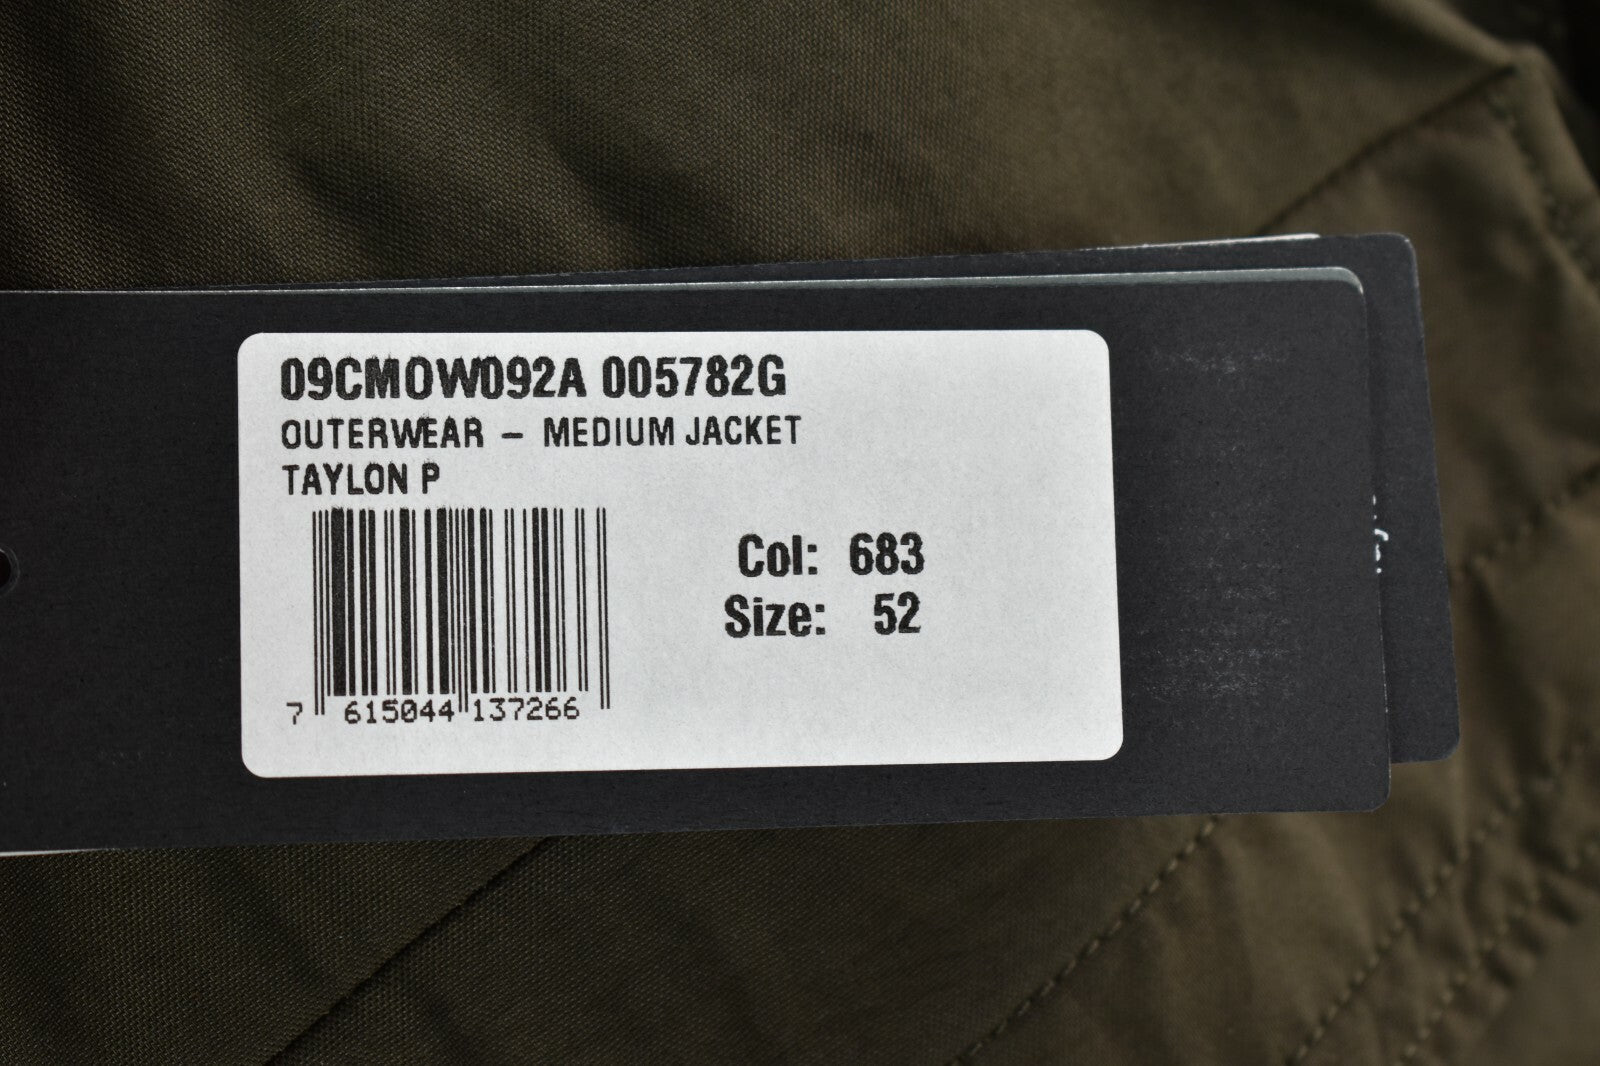 09CMOW092A 005782G
OUTERWEAR - MEDIUM JACKET
TAYLON P
Col: 683
Size: 52
7 615044 137266